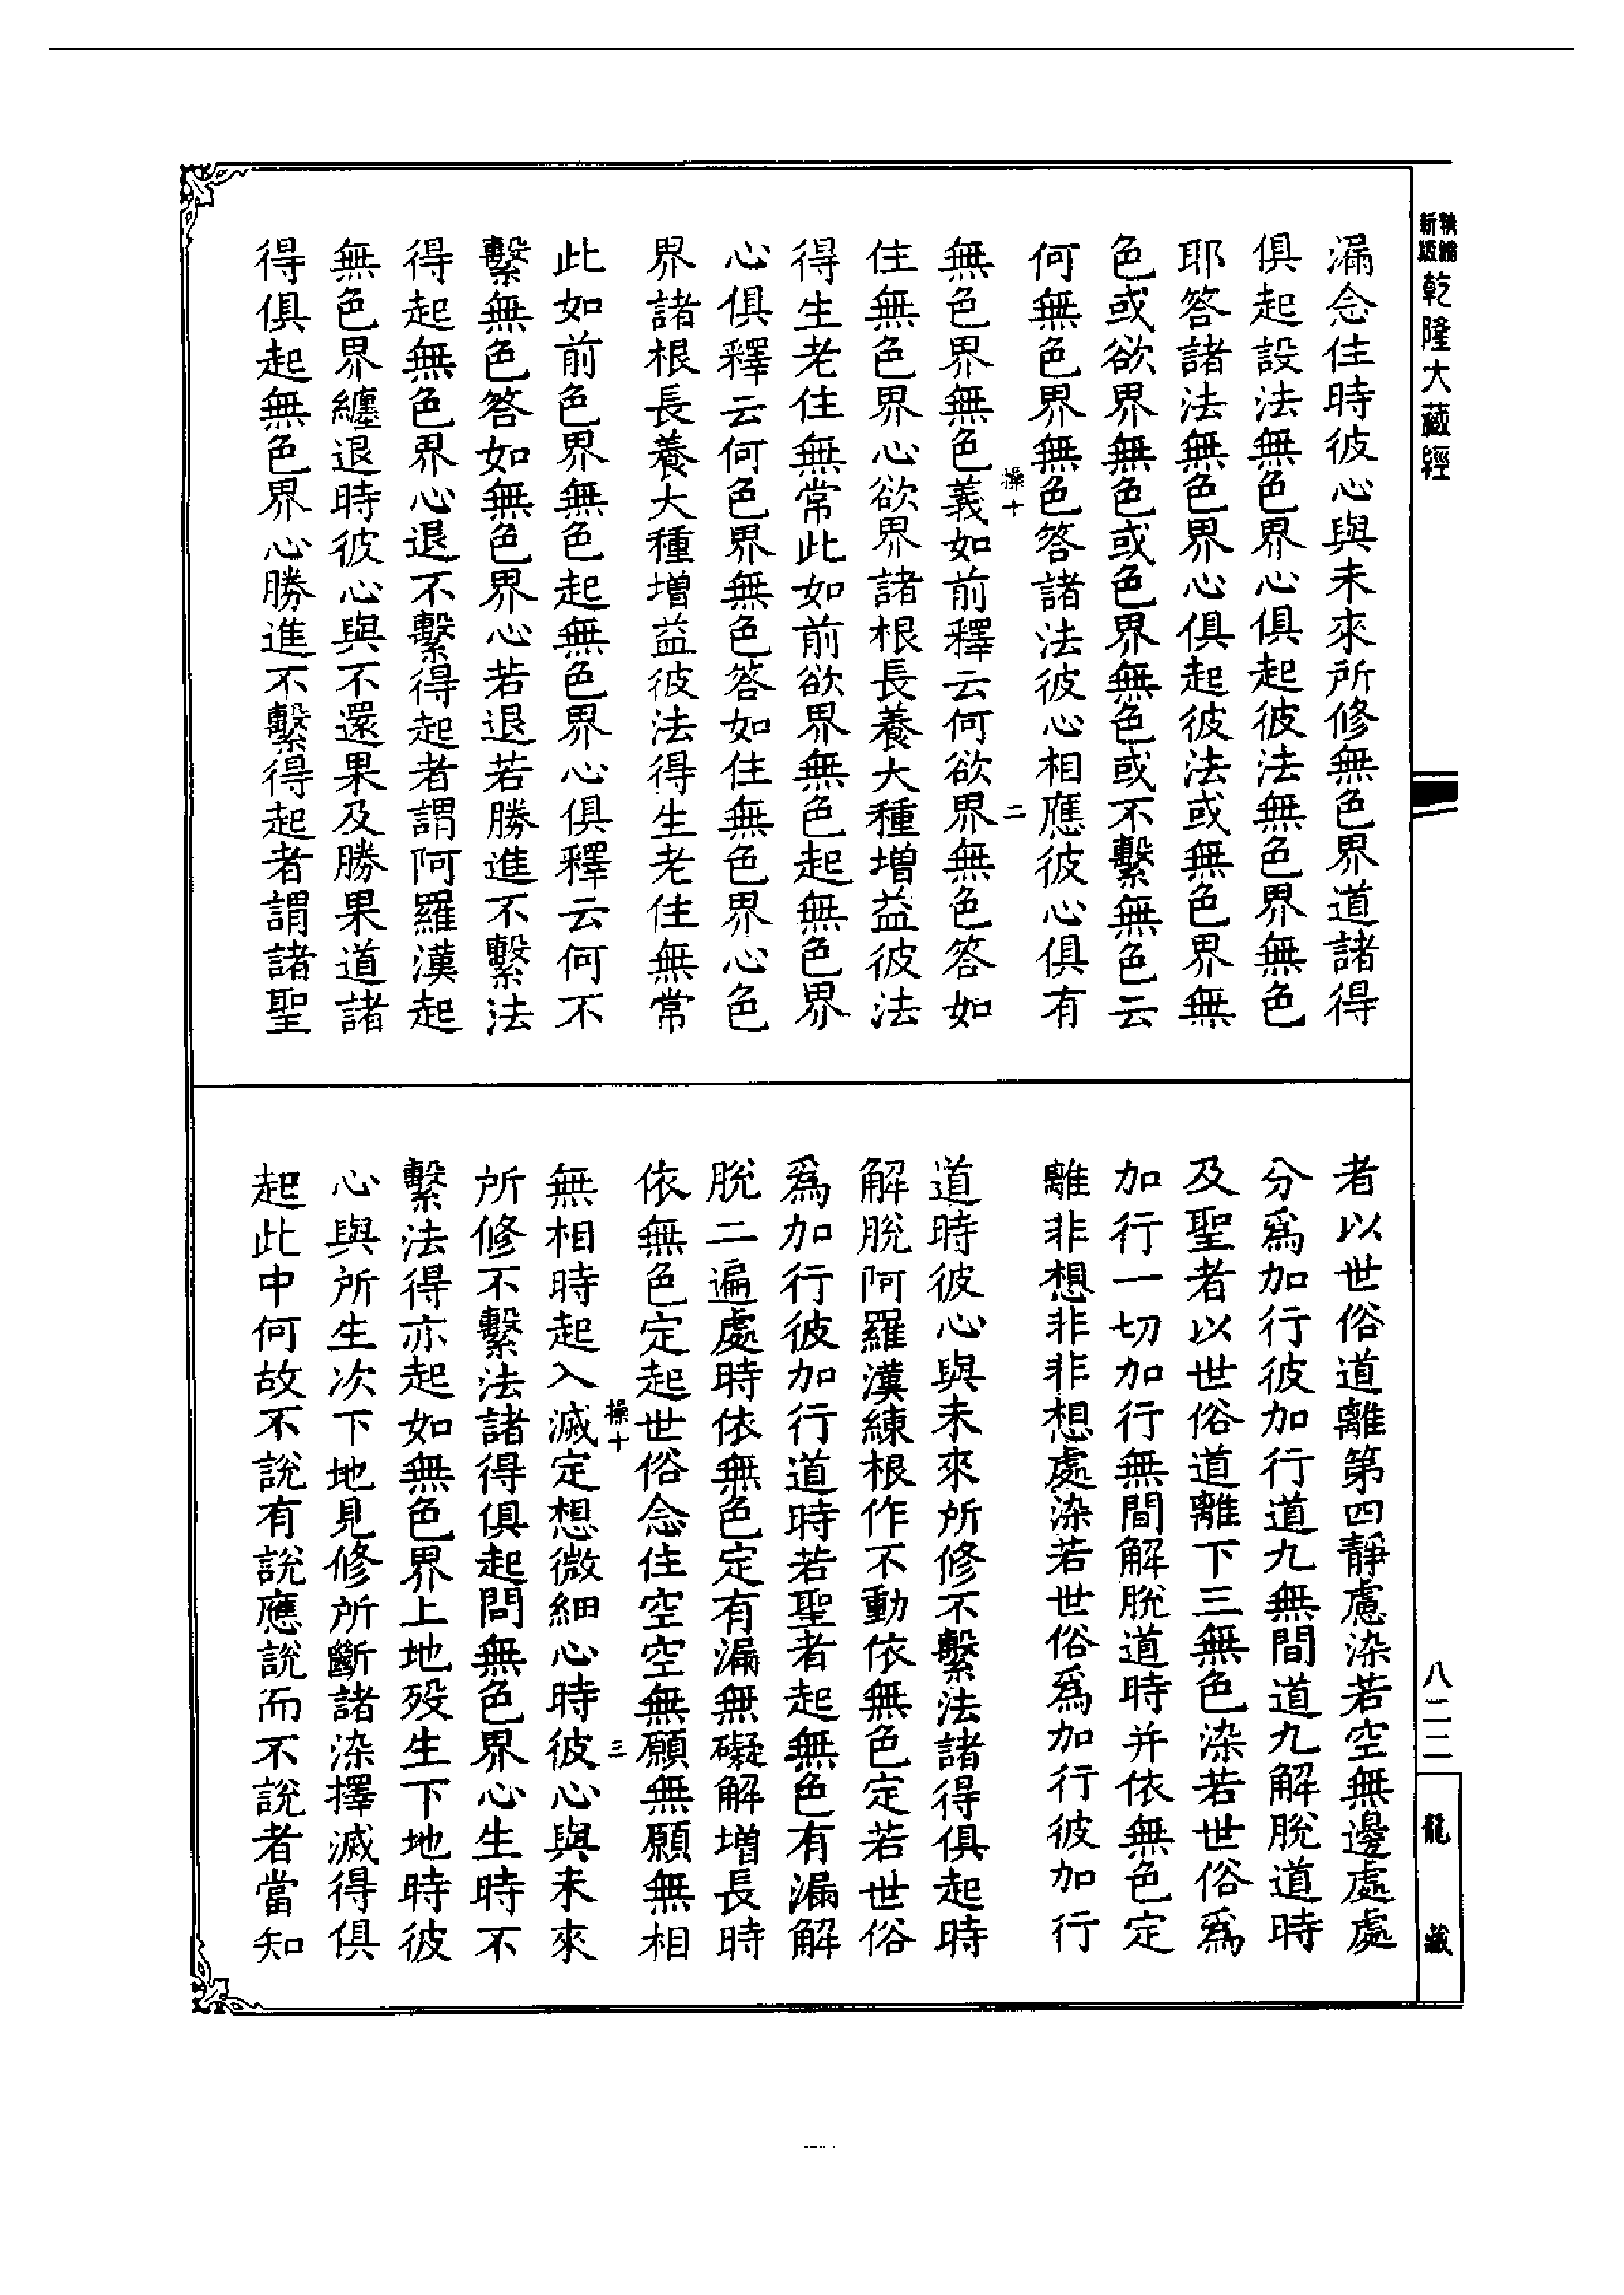 新版
乾隆大藏經
漏念住時彼心與未來所修無色界道諸得
俱起設法無色界心俱起彼法無色界無色
耶答諸法無色界心俱起彼法或無色界無
色或欲界無色或色界無色或不繫無色云
何無色界無色答諸法彼心相應彼心俱有
操十
二
無色界無色義如前釋云何欲界無色答如
住無色界心欲界諸根長養大種增益彼法
得生老住無常此如前欲界無色起無色界
心俱釋云何色界無色答如住無色界心色
界諸根長養大種增益彼法得生老住無常
此如前色界無色起無色界心俱釋云何不
繫無色答如無色界心若退若勝進不繫法
得起無色界心退不繫得起者謂阿羅漢起
無色界纏退時彼心與不還果及勝果道諸
得俱起無色界心勝進不繫得起者謂諸聖
者以世俗道離第四靜慮染若空無邊處處
分爲加行彼加行道九無間道九解脫道時
及聖者以世俗道離下三無色染若世俗爲
加行一切加行無間解脫道時并依無色定
離非想非非想處染若世俗爲加行彼加行
道時彼心與未來所修不繫法諸得俱起時
解脫阿羅漢練根作不動依無色定若世俗
爲加行彼加行道時若聖者起無色有漏解
脫二遍處時依無色定有漏無礙解增長時
依無色定起世俗念住空空無願無願無相
操十
三
無相時起入滅定想微細心時彼心與未來
所修不繫法諸得俱起問無色界心生時不
繫法得亦起如無色界上地歿生下地時彼
心與所生次下地見修所斷諸染擇滅得俱
起此中何故不說有說應說而不說者當知
八二二
龍藏